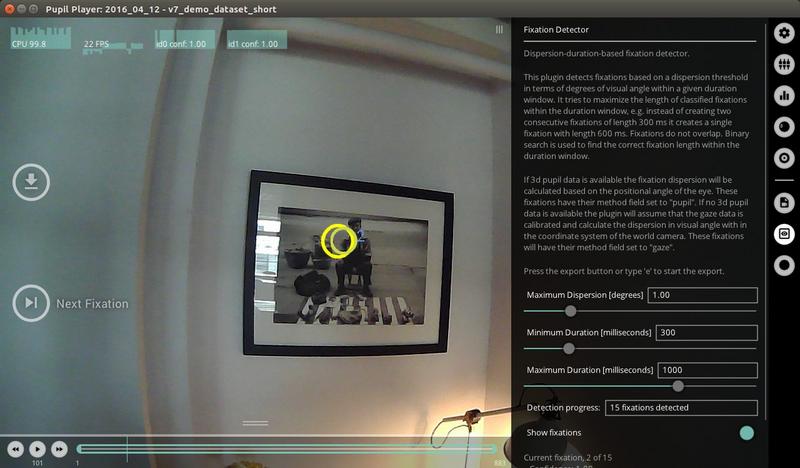 Pupil Player: 2016_04_12 - v7_demo_dataset_short
CPU 99.8
22 FPS
id0 conf: 1.00
id1 conf: 1.00
Next Fixation
101
1
883
Fixation Detector
Dispersion-duration-based fixation detector.
This plugin detects fixations based on a dispersion threshold
in terms of degrees of visual angle within a given duration
window. It tries to maximize the length of classified fixations
within the duration window, e.g. instead of creating two
consecutive fixations of length 300 ms it creates a single
fixation with length 600 ms. Fixations do not overlap. Binary
search is used to find the correct fixation length within the
duration window.
If 3d pupil data is available the fixation dispersion will be
calculated based on the positional angle of the eye. These
fixations have their method field set to "pupil". If no 3d pupil
data is available the plugin will assume that the gaze data is
calibrated and calculate the dispersion in visual angle with in
the coordinate system of the world camera. These fixations
will have their method field set to "gaze".
Press the export button or type 'e' to start the export.
Maximum Dispersion [degrees] 1.00
Minimum Duration [milliseconds] 300
Maximum Duration [milliseconds] 1000
Detection progress: 15 fixations detected
Show fixations
Current fixation, 2 of 15
Confidence: 1.00